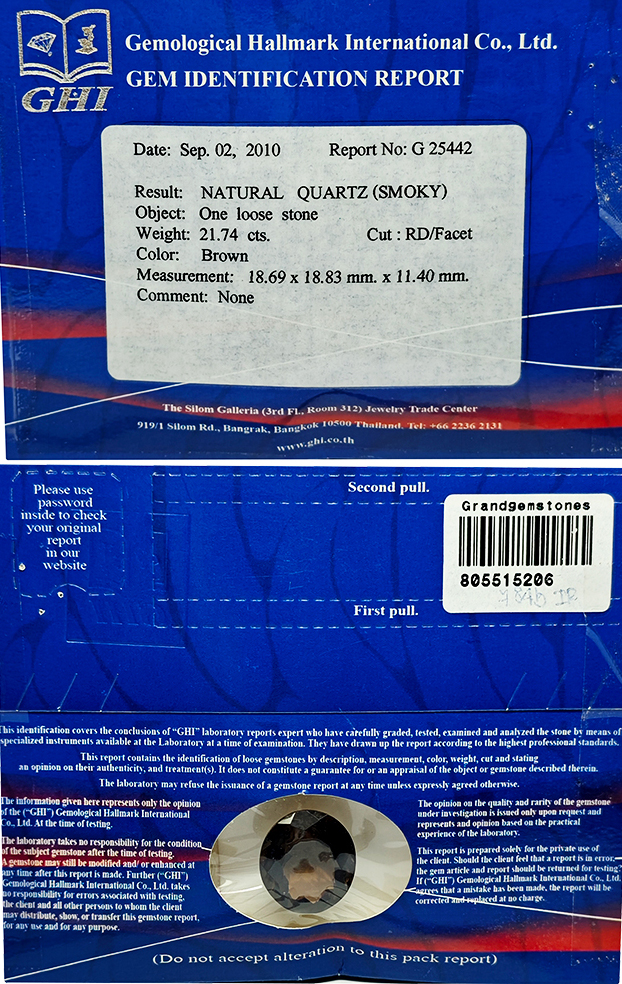 GHI
Gemological Hallmark International Co., Ltd.
GEM IDENTIFICATION REPORT
Date: Sep. 02, 2010 Report No: G 25442
Result: NATURAL QUARTZ (SMOKY)
Object: One loose stone
Weight: 21.74 cts. Cut : RD/Facet
Color: Brown
Measurement: 18.69 x 18.83 mm. x 11.40 mm.
Comment: None
The Silom Galleria (3rd Fl., Room 312) Jewelry Trade Center
919/1 Silom Rd., Bangrak, Bangkok 10500 Thailand. Tel: +66 2236 2131
www.ghi.co.th
Please use
password
inside to check
your original
report
in our
website
Second pull.
Grandgemstones
805515206
First pull.
This identification covers the conclusions of "GHI" laboratory reports expert who have carefully graded, tested, examined and analyzed the stone by means of
specialized instruments available at the Laboratory at a time of examination. They have drawn up the report according to the highest professional standards.
This report contains the identification of loose gemstones by description, measurement, color, weight, cut and stating
an opinion on their authenticity, and treatment(s). It does not constitute a guarantee for or an appraisal of the object or gemstone described therein.
The laboratory may refuse the issuance of a gemstone report at any time unless expressly agreed otherwise.
The information given here represents only the opinion
of the ("GHI") Gemological Hallmark International
Co., Ltd. At the time of testing.
The laboratory takes no responsibility for the condition
of the subject gemstone after the time of testing.
A gemstone may still be modified and/ or enhanced at
any time after this report is made. Further ("GHI")
Gemological Hallmark International Co., Ltd. takes
no responsibility for errors associated with testing,
the client and all other persons to whom the client
may distribute, show, or transfer this gemstone report,
for any use and for any purpose.
The opinion on the quality and rarity of the gemstone
under investigation is issued only upon request and
represents and opinion based on the practical
experience of the laboratory.
This report is prepared solely for the private use of
the client. Should the client feel that a report is in error,
the gem article and report should be returned for testing.
If ("GHI") Gemological Hallmark International Co., Ltd.
agrees that a mistake has been made, the report will be
corrected and replaced at no charge.
(Do not accept alteration to this pack report)